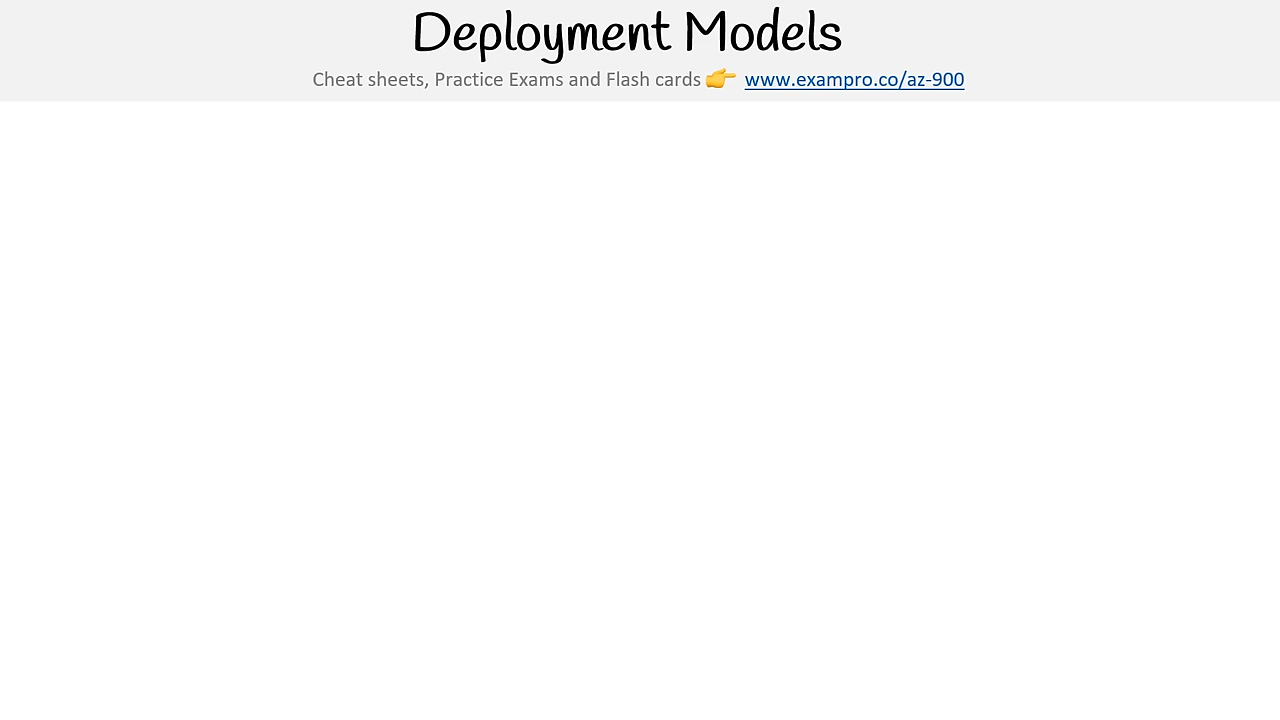 Deployment Models
Cheat sheets, Practice Exams and Flash cards 👉 www.exampro.co/az-900